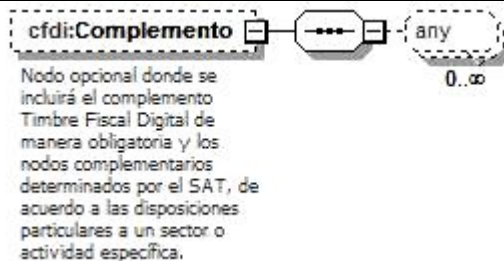 cfdi:Complemento any
0..∞
Nodo opcional donde se
incluirá el complemento
Timbre Fiscal Digital de
manera obligatoria y los
nodos complementarios
determinados por el SAT, de
acuerdo a las disposiciones
particulares a un sector o
actividad específica.